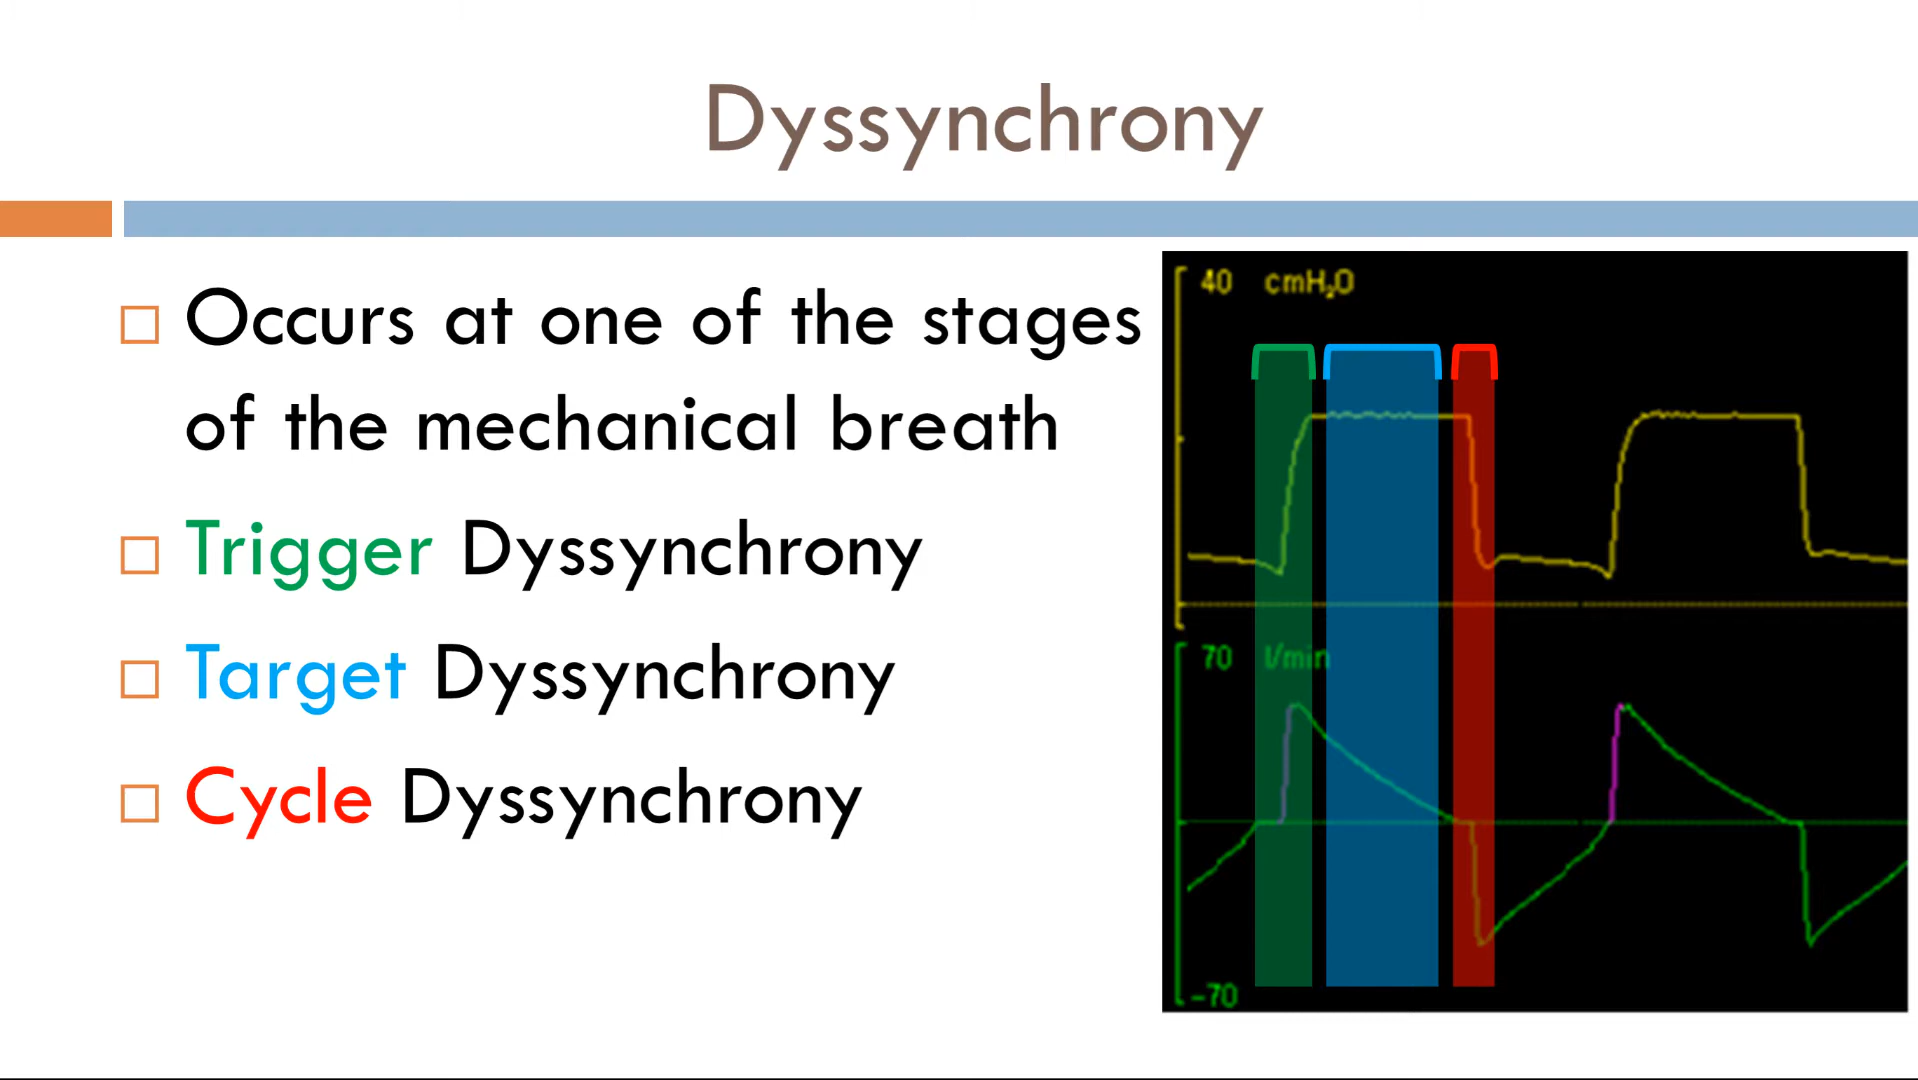 Dyssynchrony
Occurs at one of the stages
of the mechanical breath
Trigger Dyssynchrony
Target Dyssynchrony
Cycle Dyssynchrony
40 cmH₂O
70 l/min
-70